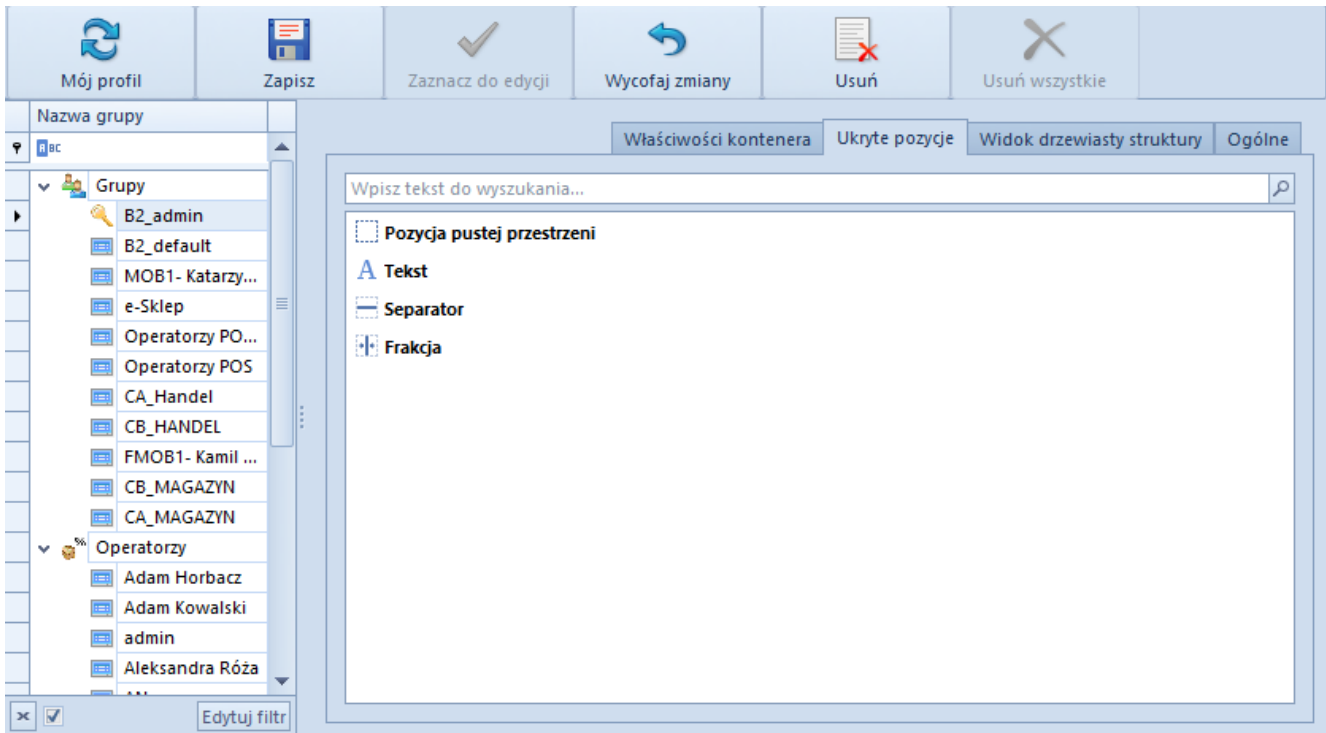 Mój profil
Zapisz
Zaznacz do edycji
Wycofaj zmiany
Usuń
Usuń wszystkie
Nazwa grupy
ABC
Grupy
B2_admin
B2_default
MOB1- Katarzy...
e-Sklep
Operatorzy PO...
Operatorzy POS
CA_Handel
CB_HANDEL
FMOB1- Kamil ...
CB_MAGAZYN
CA_MAGAZYN
Operatorzy
Adam Horbacz
Adam Kowalski
admin
Aleksandra Róża
Edytuj filtr
Właściwości kontenera
Ukryte pozycje
Widok drzewiasty struktury
Ogólne
Wpisz tekst do wyszukania...
Pozycja pustej przestrzeni
A Tekst
Separator
Frakcja